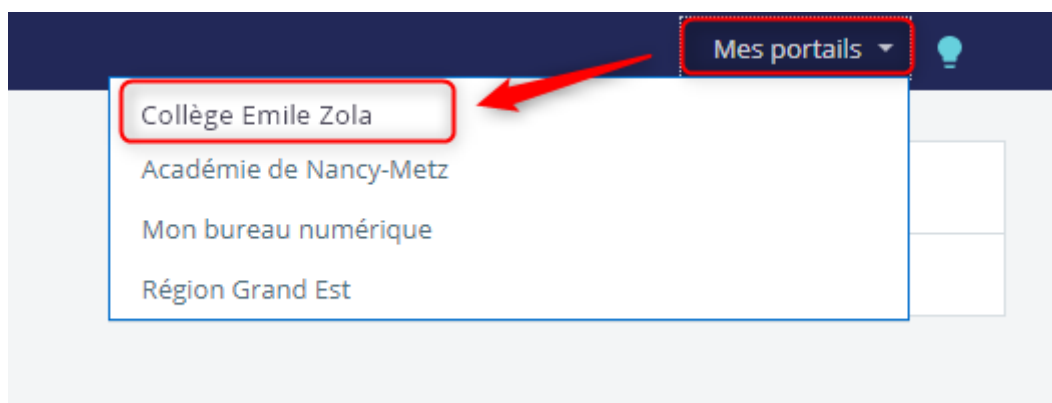 Mes portails
Collège Emile Zola
Académie de Nancy-Metz
Mon bureau numérique
Région Grand Est